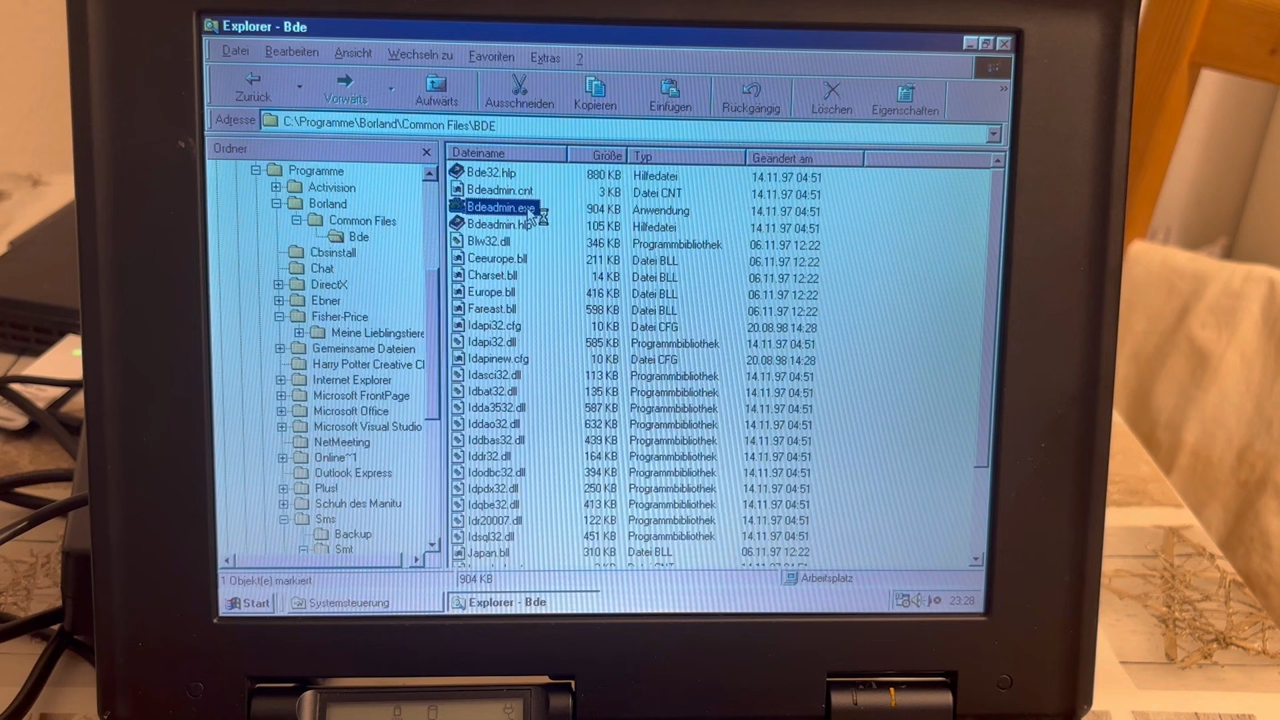 Explorer - Bde
Datei Bearbeiten Ansicht Wechseln zu Favoriten Extras ?
Zurück Vorwärts Aufwärts Ausschneiden Kopieren Einfügen Rückgängig Löschen Eigenschaften »
Adresse C:\Programme\Borland\Common Files\BDE
Ordner
Programme
Activision
Borland
Common Files
Bde
Cbsinstall
Chat
DirectX
Ebner
Fisher-Price
Meine Lieblingstiere
Gemeinsame Dateien
Harry Potter Creative Cl
Internet Explorer
Microsoft FrontPage
Microsoft Office
Microsoft Visual Studio
NetMeeting
Online~1
Outlook Express
Plus!
Schuh des Manitu
Sms
Backup
Smt
Dateiname Größe Typ Geändert am
Bde32.hlp 880 KB Hilfedatei 14.11.97 04:51
Bdeadmin.cnt 3 KB Datei CNT 14.11.97 04:51
Bdeadmin.exe 904 KB Anwendung 14.11.97 04:51
Bdeadmin.hlp 105 KB Hilfedatei 14.11.97 04:51
Blw32.dll 346 KB Programmbibliothek 06.11.97 12:22
Ceeurope.bll 211 KB Datei BLL 06.11.97 12:22
Charset.bll 14 KB Datei BLL 06.11.97 12:22
Europe.bll 416 KB Datei BLL 06.11.97 12:22
Fareast.bll 598 KB Datei BLL 06.11.97 12:22
Idapi32.cfg 10 KB Datei CFG 20.08.98 14:28
Idapi32.dll 585 KB Programmbibliothek 14.11.97 04:51
Idapinew.cfg 10 KB Datei CFG 20.08.98 14:28
Idasci32.dll 113 KB Programmbibliothek 14.11.97 04:51
Idbat32.dll 135 KB Programmbibliothek 14.11.97 04:51
Idda3532.dll 587 KB Programmbibliothek 14.11.97 04:51
Iddao32.dll 632 KB Programmbibliothek 14.11.97 04:51
Iddbas32.dll 439 KB Programmbibliothek 14.11.97 04:51
Iddr32.dll 164 KB Programmbibliothek 14.11.97 04:51
Idodbc32.dll 394 KB Programmbibliothek 14.11.97 04:51
Idpdx32.dll 250 KB Programmbibliothek 14.11.97 04:51
Idqbe32.dll 413 KB Programmbibliothek 14.11.97 04:51
Idr20007.dll 122 KB Programmbibliothek 14.11.97 04:51
Idsql32.dll 451 KB Programmbibliothek 14.11.97 04:51
Japan.bll 310 KB Datei BLL 06.11.97 12:22
1 Objekt(e) markiert 904 KB Arbeitsplatz
Start Systemsteuerung Explorer - Bde 23:28